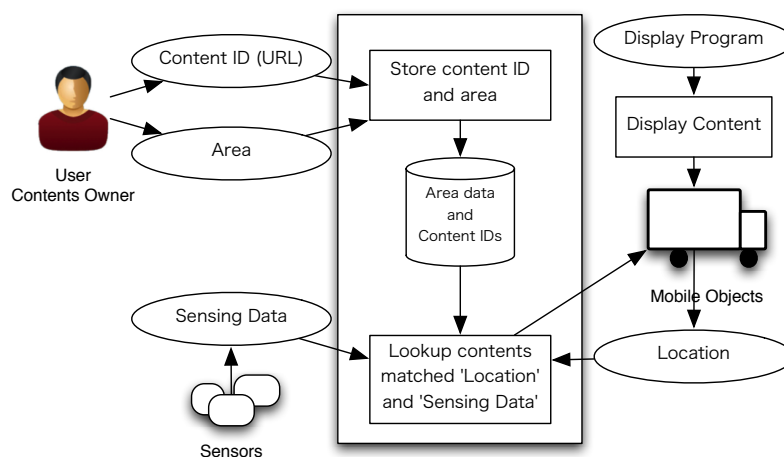 Content ID (URL)
Area
User
Contents Owner
Store content ID
and area
Area data
and
Content IDs
Display Program
Display Content
Mobile Objects
Sensing Data
Sensors
Lookup contents
matched 'Location'
and 'Sensing Data'
Location